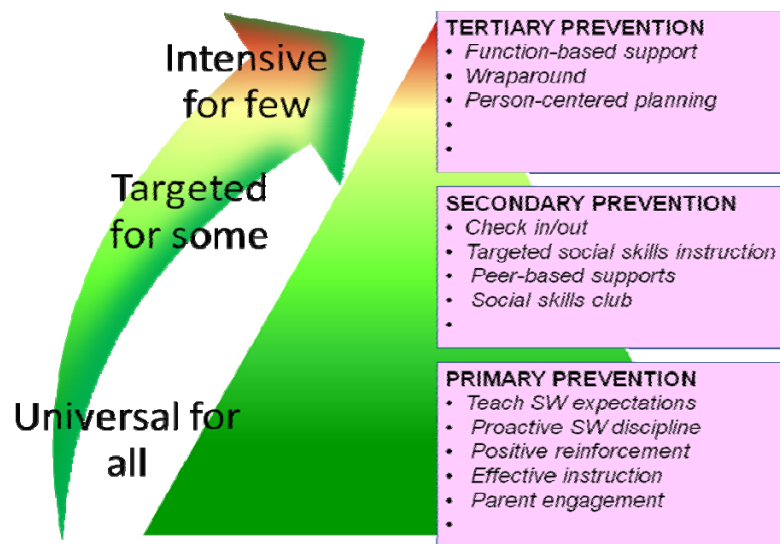 Intensive
for few
Targeted
for some
Universal for
all
TERTIARY PREVENTION
• Function-based support
• Wraparound
• Person-centered planning
•
•
SECONDARY PREVENTION
• Check in/out
• Targeted social skills instruction
• Peer-based supports
• Social skills club
•
PRIMARY PREVENTION
• Teach SW expectations
• Proactive SW discipline
• Positive reinforcement
• Effective instruction
• Parent engagement
•